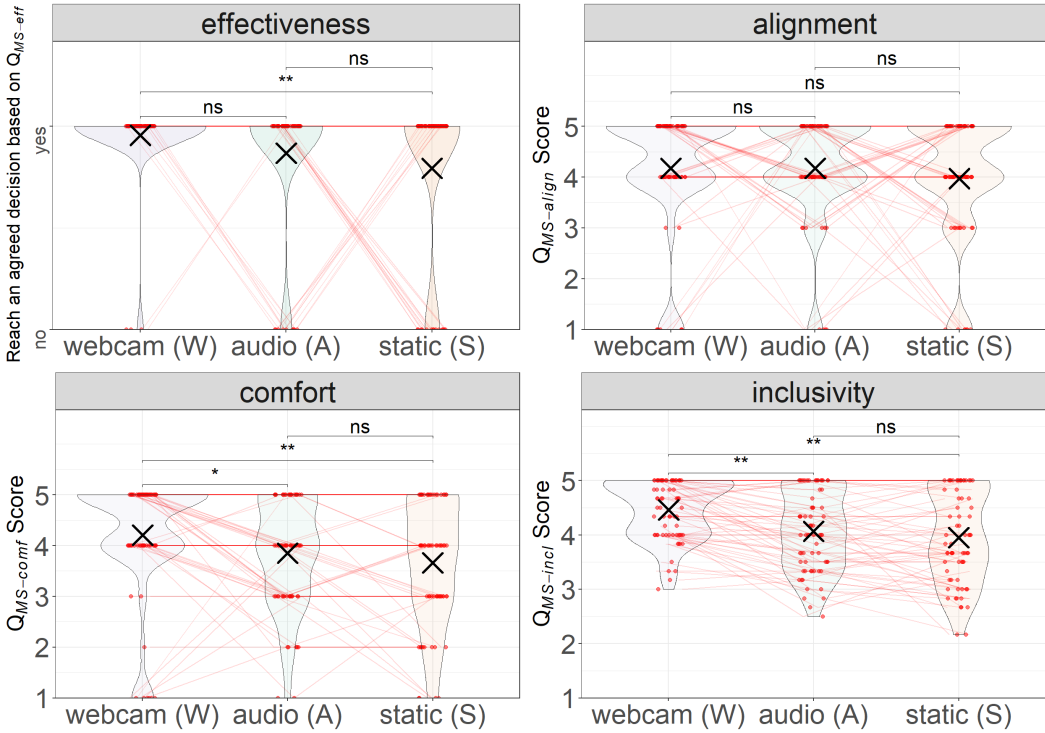 effectiveness
Reach an agreed decision based on Q_MS−eff
ns
**
ns
yes
no
webcam (W) audio (A) static (S)
alignment
Q_MS−align Score
ns
ns
ns
5
4
3
2
1
webcam (W) audio (A) static (S)
comfort
Q_MS−comf Score
ns
**
*
5
4
3
2
1
webcam (W) audio (A) static (S)
inclusivity
Q_MS−incl Score
ns
**
**
5
4
3
2
1
webcam (W) audio (A) static (S)